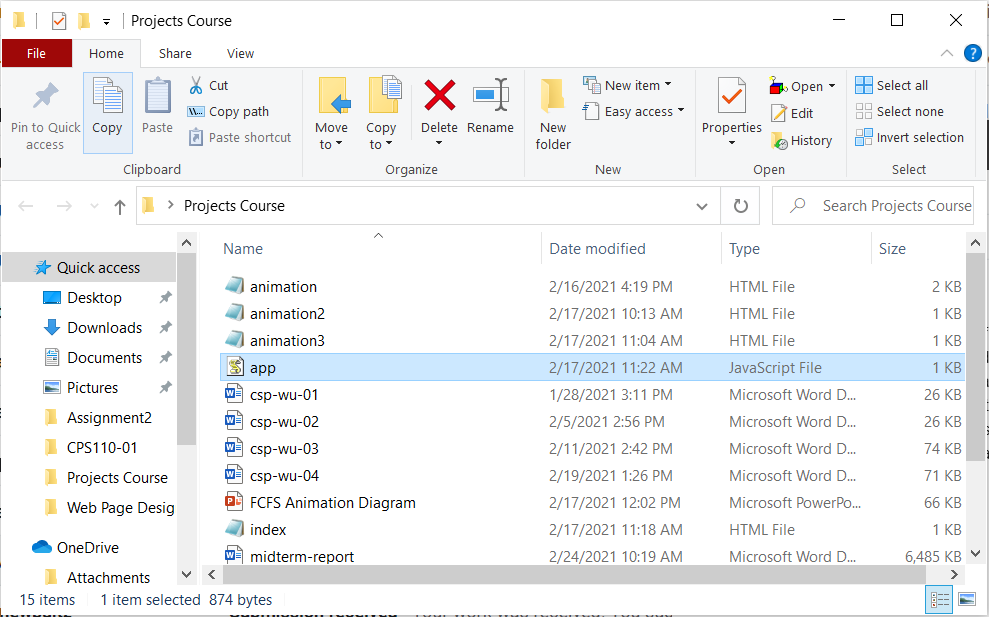 Projects Course
File Home Share View
Pin to Quick access
Copy
Paste
Cut
Copy path
Paste shortcut
Clipboard
Move to
Copy to
Delete
Rename
Organize
New folder
New item
Easy access
New
Properties
Open
Edit
History
Open
Select all
Select none
Invert selection
Select
Projects Course
Search Projects Course
Quick access
Desktop
Downloads
Documents
Pictures
Assignment2
CPS110-01
Projects Course
Web Page Desig
OneDrive
Attachments
Name Date modified Type Size
animation 2/16/2021 4:19 PM HTML File 2 KB
animation2 2/17/2021 10:13 AM HTML File 1 KB
animation3 2/17/2021 11:04 AM HTML File 1 KB
app 2/17/2021 11:22 AM JavaScript File 1 KB
csp-wu-01 1/28/2021 3:11 PM Microsoft Word D... 26 KB
csp-wu-02 2/5/2021 2:56 PM Microsoft Word D... 26 KB
csp-wu-03 2/11/2021 2:42 PM Microsoft Word D... 74 KB
csp-wu-04 2/19/2021 1:26 PM Microsoft Word D... 71 KB
FCFS Animation Diagram 2/17/2021 12:02 PM Microsoft PowerPo... 66 KB
index 2/17/2021 11:18 AM HTML File 1 KB
midterm-report 2/24/2021 10:19 AM Microsoft Word D... 6,485 KB
15 items 1 item selected 874 bytes